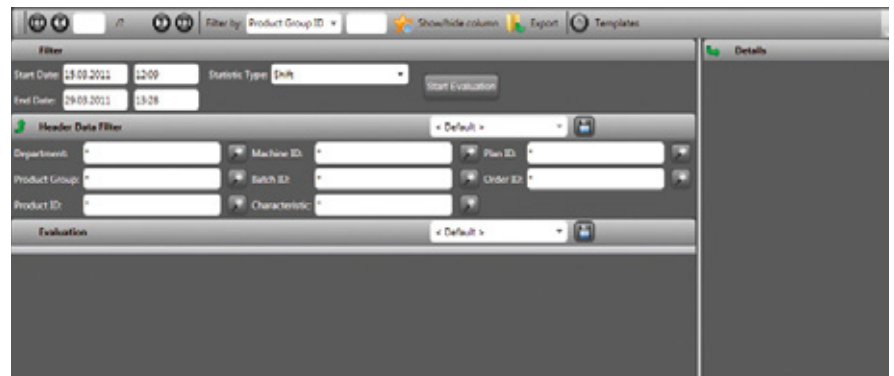 /? Filter by: Product Group ID Show/hide column Export Templates
Filter
Details
Start Date: 15-03-2011 12:09 Statistic Type: Shift
Start Evaluation
End Date: 29-03-2011 13:28
Header Data Filter < Default >
Department: * Machine ID: * Plan ID: *
Product Group: * Batch ID: * Order ID: *
Product ID: * Characteristic: *
Evaluation < Default >